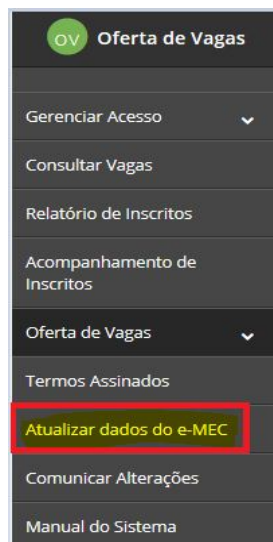 OV Oferta de Vagas
Gerenciar Acesso
Consultar Vagas
Relatório de Inscritos
Acompanhamento de
Inscritos
Oferta de Vagas
Termos Assinados
Atualizar dados do e-MEC
Comunicar Alterações
Manual do Sistema